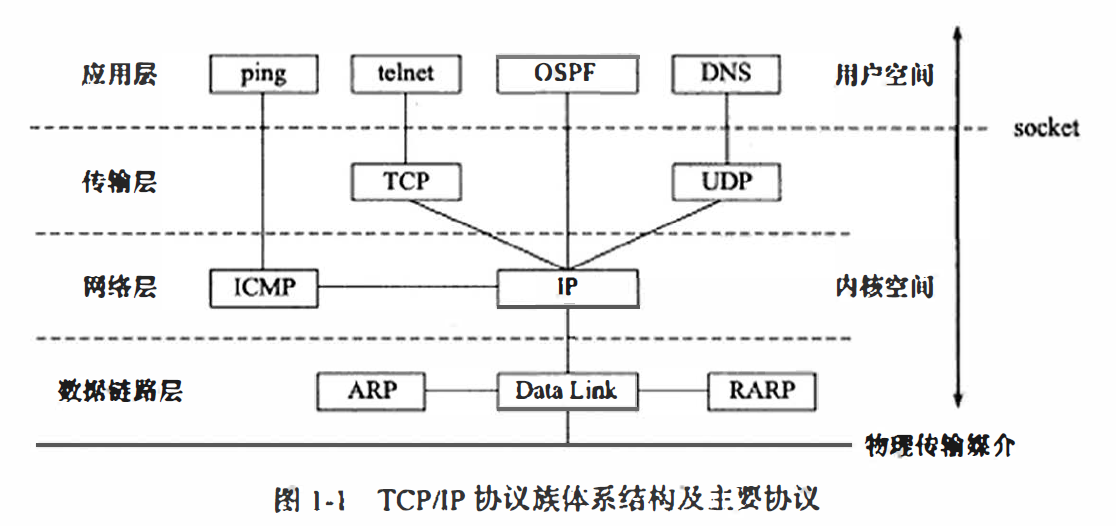 应用层 ping telnet OSPF DNS 用户空间
socket
传输层 TCP UDP
网络层 ICMP IP 内核空间
数据链路层 ARP Data Link RARP
物理传输媒介
图 1-1 TCP/IP 协议族体系结构及主要协议